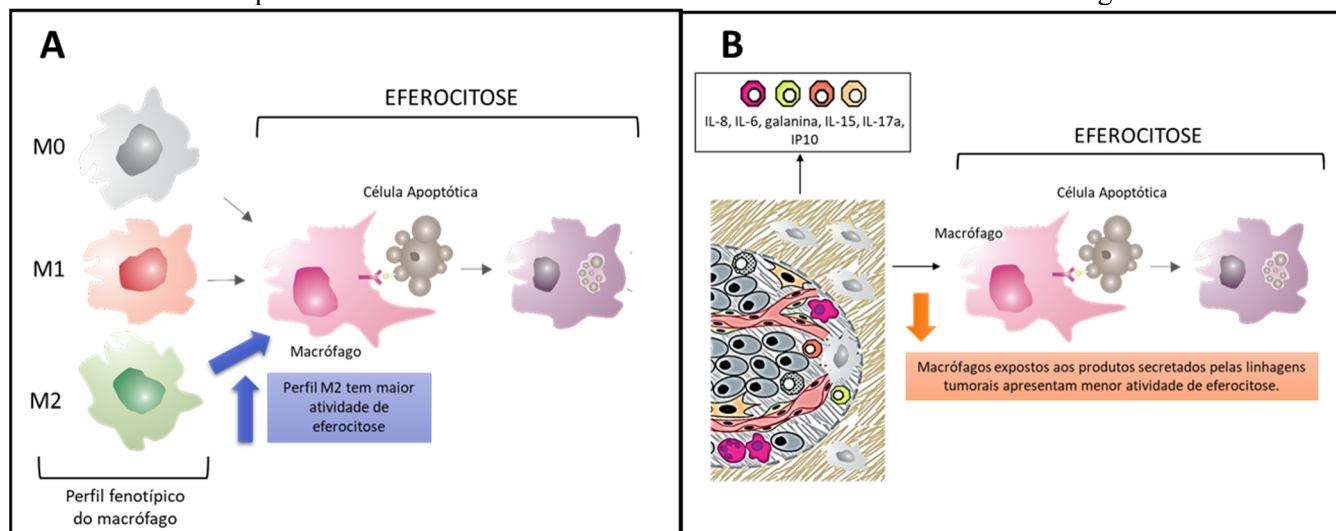 A
EFEROCITOSE
M0
M1
M2
Célula Apoptótica
Macrófago
Perfil M2 tem maior
atividade de
eferocitose
Perfil fenotípico
do macrófago
B
IL-8, IL-6, galanina, IL-15, IL-17a,
IP10
EFEROCITOSE
Célula Apoptótica
Macrófago
Macrófagos expostos aos produtos secretados pelas linhagens
tumorais apresentam menor atividade de eferocitose.